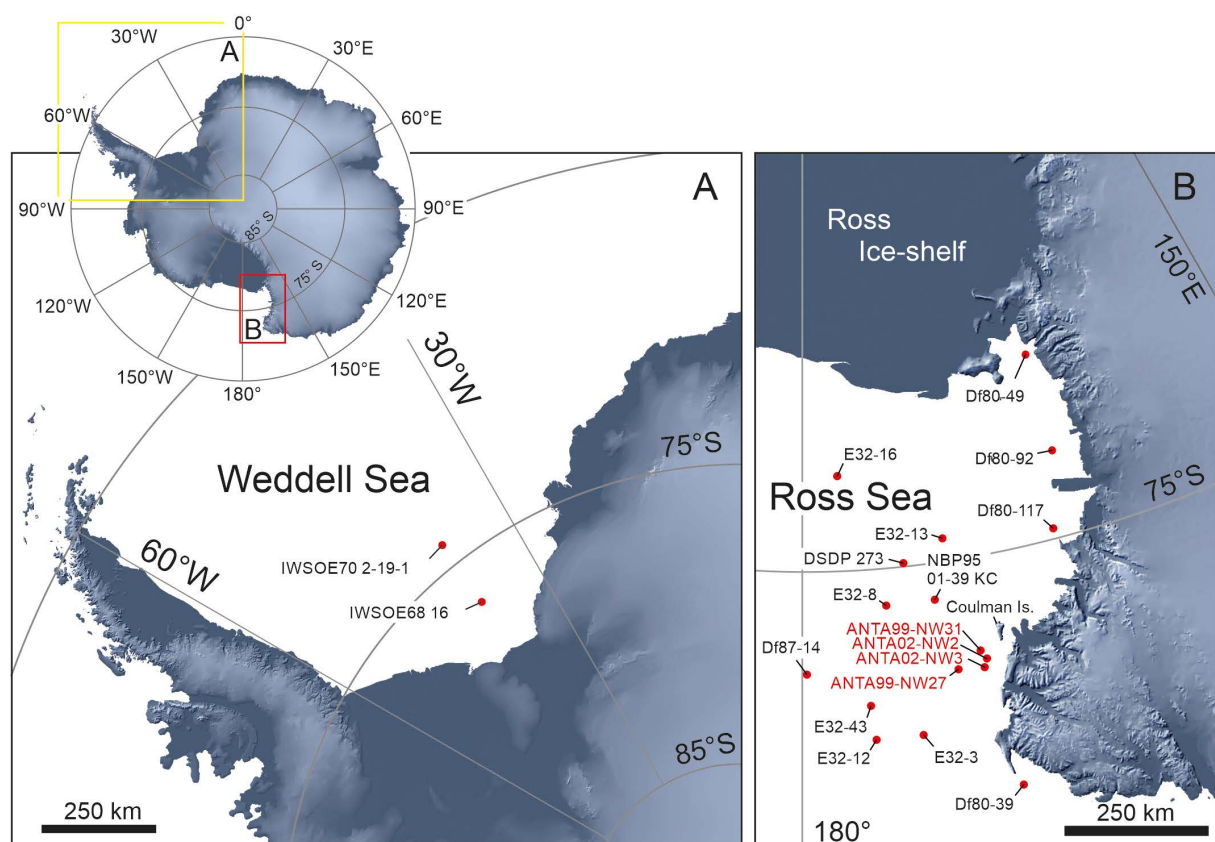 0°
30°W
A
30°E
60°W
60°E
90°W
90°E
85° S
75° S
120°W
120°E
B
150°W
150°E
180°
A
30°W
75°S
Weddell Sea
60°W
IWSOE70 2-19-1
IWSOE68 16
85°S
250 km
B
Ross
Ice-shelf
150°E
Df80-49
E32-16
Df80-92
75°S
Ross Sea
Df80-117
E32-13
DSDP 273
NBP95
01-39 KC
E32-8
Coulman Is.
ANTA99-NW31
ANTA02-NW2
ANTA02-NW3
Df87-14
ANTA99-NW27
E32-43
E32-12
E32-3
Df80-39
250 km
180°